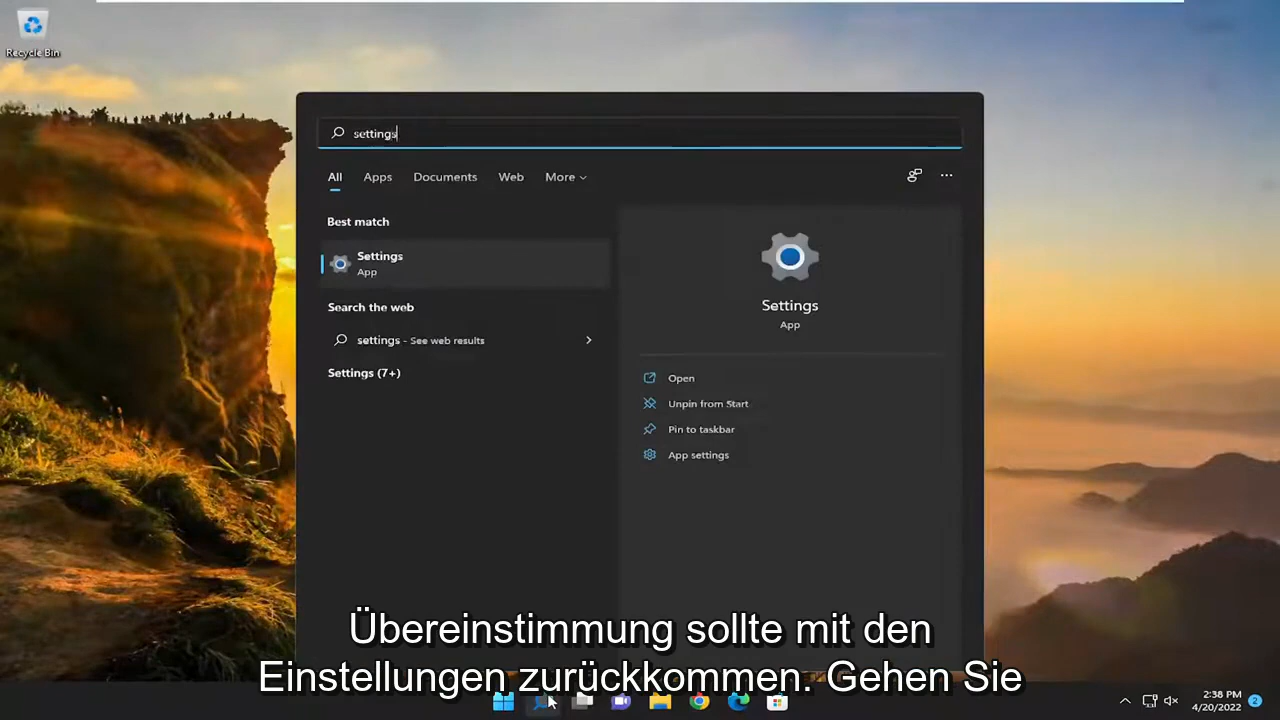 Recycle Bin
settings
All Apps Documents Web More
Best match
Settings
App
Search the web
settings - See web results
Settings (7+)
Settings
App
Open
Unpin from Start
Pin to taskbar
App settings
Übereinstimmung sollte mit den
Einstellungen zurückkommen. Gehen Sie
2:38 PM
4/20/2022
2